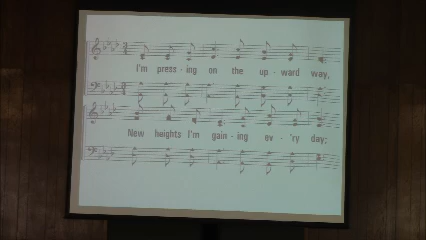 I'm press - ing on the up - ward way,
New heights I'm gain - ing ev - 'ry day;